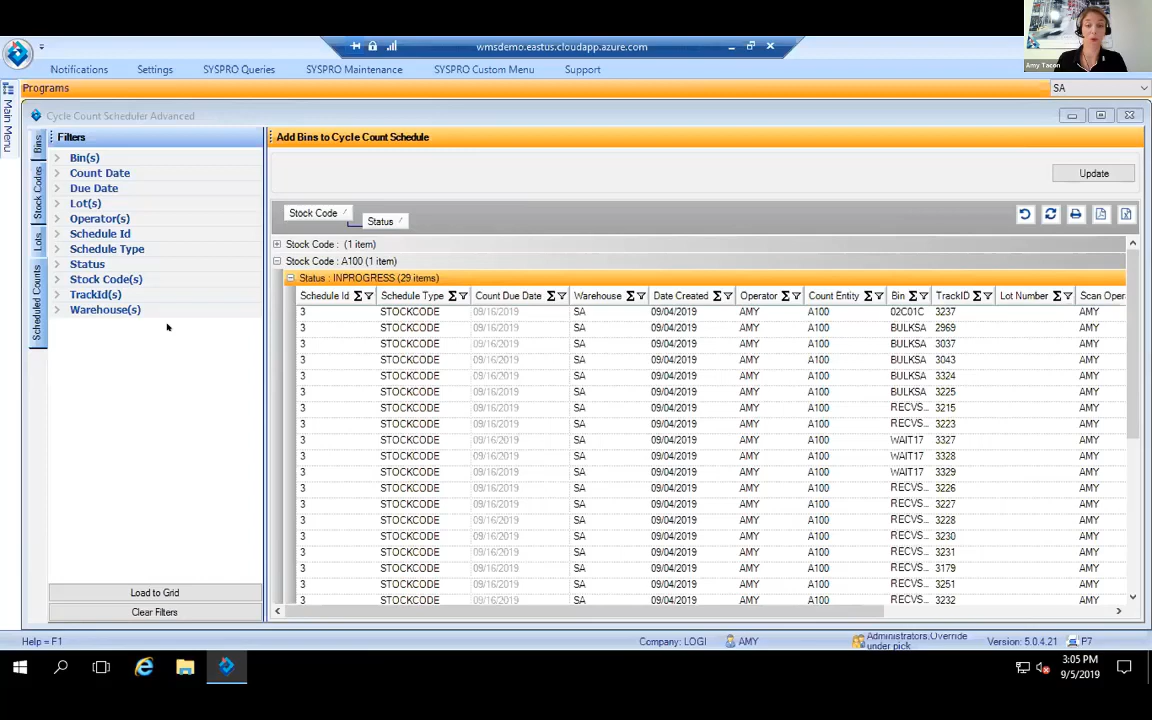 wmsdemo.eastus.cloudapp.azure.com
Amy Tacon
Notifications Settings SYSPRO Queries SYSPRO Maintenance SYSPRO Custom Menu Support
Programs SA
Main Menu
Cycle Count Scheduler Advanced
Bins
Stock Codes
Lots
Scheduled Counts
Filters
Bin(s)
Count Date
Due Date
Lot(s)
Operator(s)
Schedule Id
Schedule Type
Status
Stock Code(s)
TrackId(s)
Warehouse(s)
Load to Grid
Clear Filters
Add Bins to Cycle Count Schedule
Update
Stock Code
Status
Stock Code : (1 item)
Stock Code : A100 (1 item)
Status : INPROGRESS (29 items)
Schedule Id Schedule Type Count Due Date Warehouse Date Created Operator Count Entity Bin TrackID Lot Number Scan Oper
3 STOCKCODE 09/16/2019 SA 09/04/2019 AMY A100 02C01C 3237 AMY
3 STOCKCODE 09/16/2019 SA 09/04/2019 AMY A100 BULKSA 2969 AMY
3 STOCKCODE 09/16/2019 SA 09/04/2019 AMY A100 BULKSA 3037 AMY
3 STOCKCODE 09/16/2019 SA 09/04/2019 AMY A100 BULKSA 3043 AMY
3 STOCKCODE 09/16/2019 SA 09/04/2019 AMY A100 BULKSA 3324 AMY
3 STOCKCODE 09/16/2019 SA 09/04/2019 AMY A100 BULKSA 3225 AMY
3 STOCKCODE 09/16/2019 SA 09/04/2019 AMY A100 RECVS... 3215 AMY
3 STOCKCODE 09/16/2019 SA 09/04/2019 AMY A100 RECVS... 3223 AMY
3 STOCKCODE 09/16/2019 SA 09/04/2019 AMY A100 WAIT17 3327 AMY
3 STOCKCODE 09/16/2019 SA 09/04/2019 AMY A100 WAIT17 3328 AMY
3 STOCKCODE 09/16/2019 SA 09/04/2019 AMY A100 WAIT17 3329 AMY
3 STOCKCODE 09/16/2019 SA 09/04/2019 AMY A100 RECVS... 3226 AMY
3 STOCKCODE 09/16/2019 SA 09/04/2019 AMY A100 RECVS... 3227 AMY
3 STOCKCODE 09/16/2019 SA 09/04/2019 AMY A100 RECVS... 3228 AMY
3 STOCKCODE 09/16/2019 SA 09/04/2019 AMY A100 RECVS... 3230 AMY
3 STOCKCODE 09/16/2019 SA 09/04/2019 AMY A100 RECVS... 3231 AMY
3 STOCKCODE 09/16/2019 SA 09/04/2019 AMY A100 RECVS... 3179 AMY
3 STOCKCODE 09/16/2019 SA 09/04/2019 AMY A100 RECVS... 3251 AMY
3 STOCKCODE 09/16/2019 SA 09/04/2019 AMY A100 RECVS... 3232 AMY
Help = F1 Company: LOGI AMY Administrators.Override Version: 5.0.4.21 P7
under pick
3:05 PM
9/5/2019